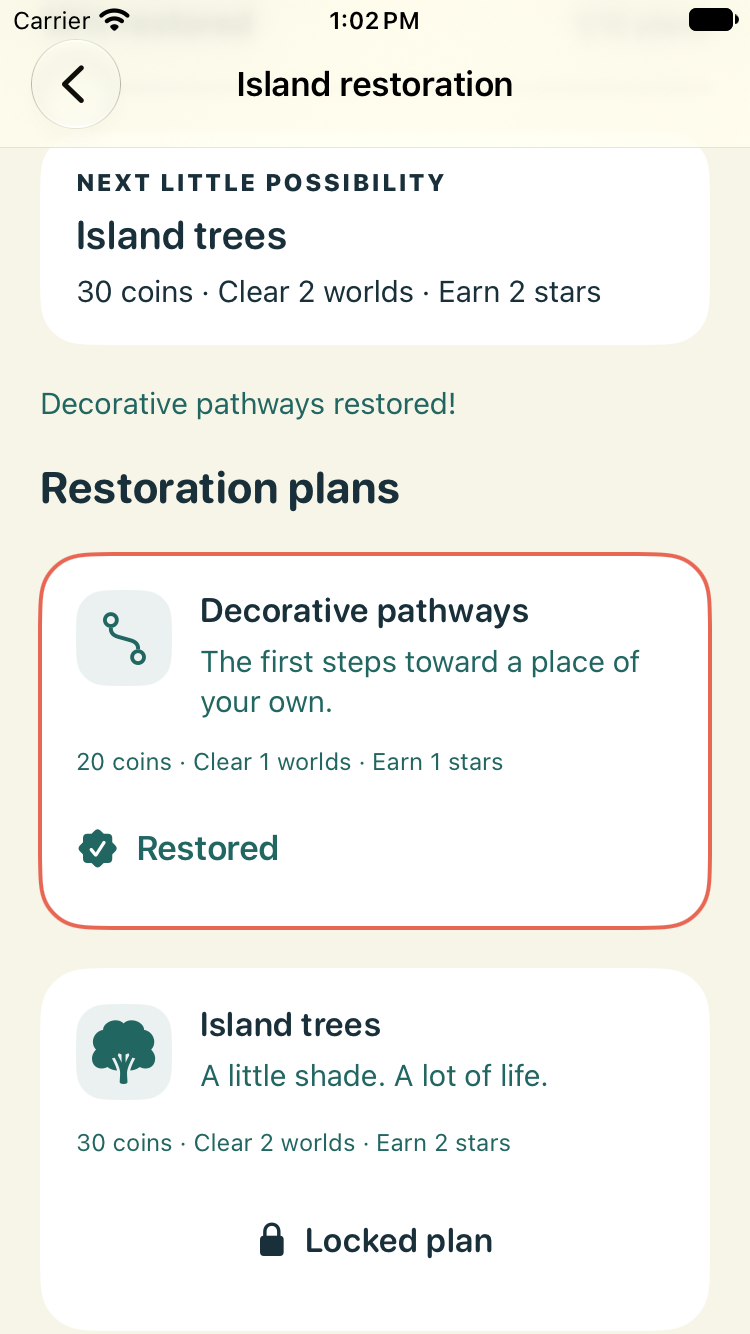 Carrier 1:02 PM
Island restoration
NEXT LITTLE POSSIBILITY
Island trees
30 coins · Clear 2 worlds · Earn 2 stars
Decorative pathways restored!
Restoration plans
Decorative pathways
The first steps toward a place of
your own.
20 coins · Clear 1 worlds · Earn 1 stars
Restored
Island trees
A little shade. A lot of life.
30 coins · Clear 2 worlds · Earn 2 stars
Locked plan